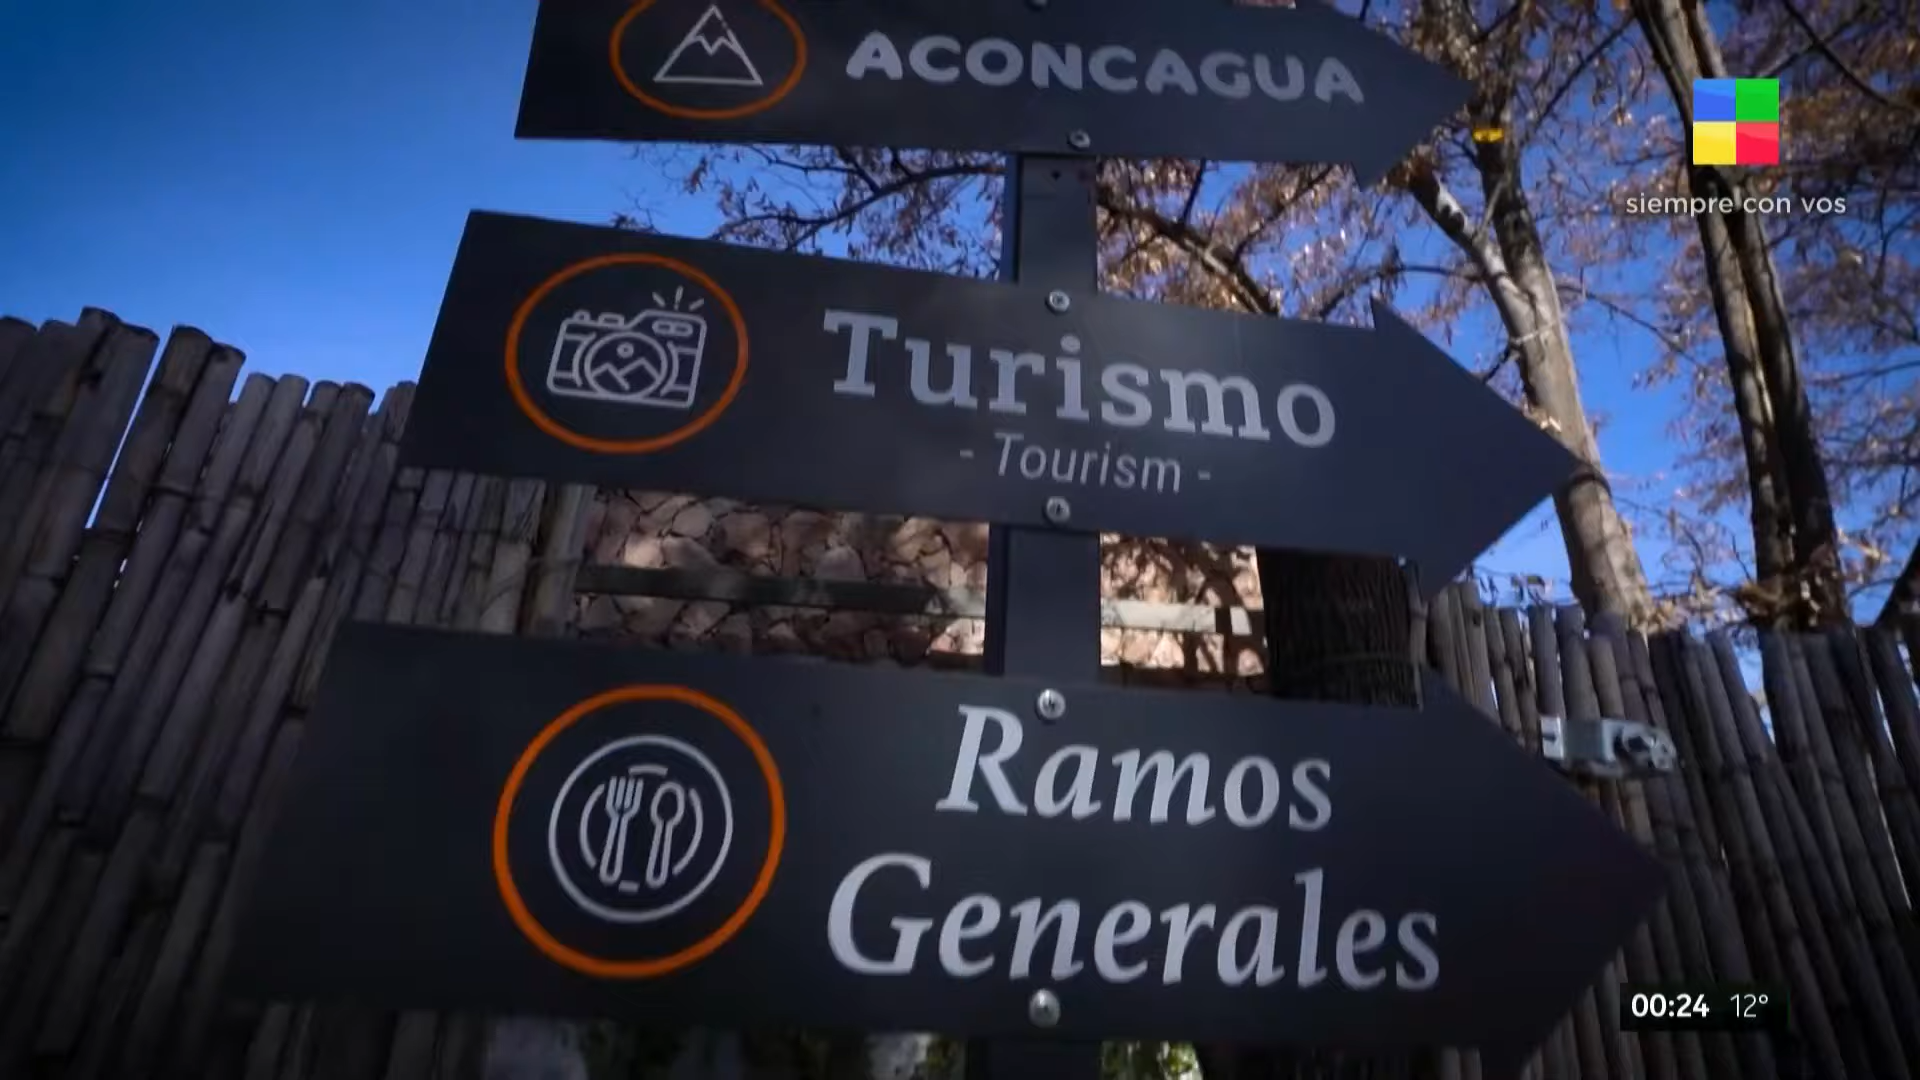 ACONCAGUA
siempre con vos
Turismo
- Tourism -
Ramos
Generales
00:24 12°